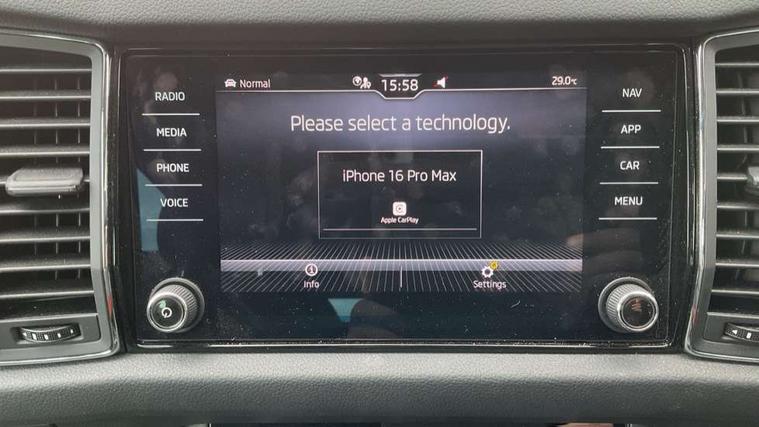 Normal
15:58
29.0°C
RADIO
MEDIA
PHONE
VOICE
Please select a technology.
iPhone 16 Pro Max
Apple CarPlay
Info
Settings
NAV
APP
CAR
MENU